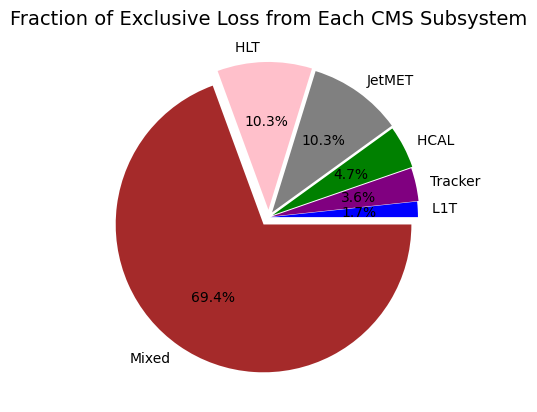 Fraction of Exclusive Loss from Each CMS Subsystem
HLT
JetMET
10.3%
10.3%
HCAL
4.7%
Tracker
3.6%
L1T
1.7%
69.4%
Mixed